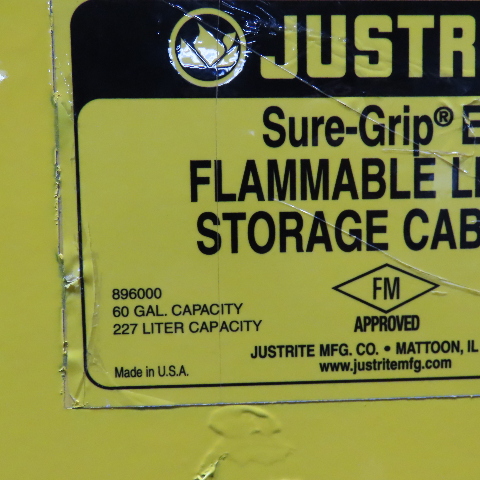 JUSTR
Sure-Grip® E
FLAMMABLE LI
STORAGE CAB
FM
APPROVED
896000
60 GAL. CAPACITY
227 LITER CAPACITY
JUSTRITE MFG. CO. • MATTOON, IL
www.justritemfg.com
Made in U.S.A.